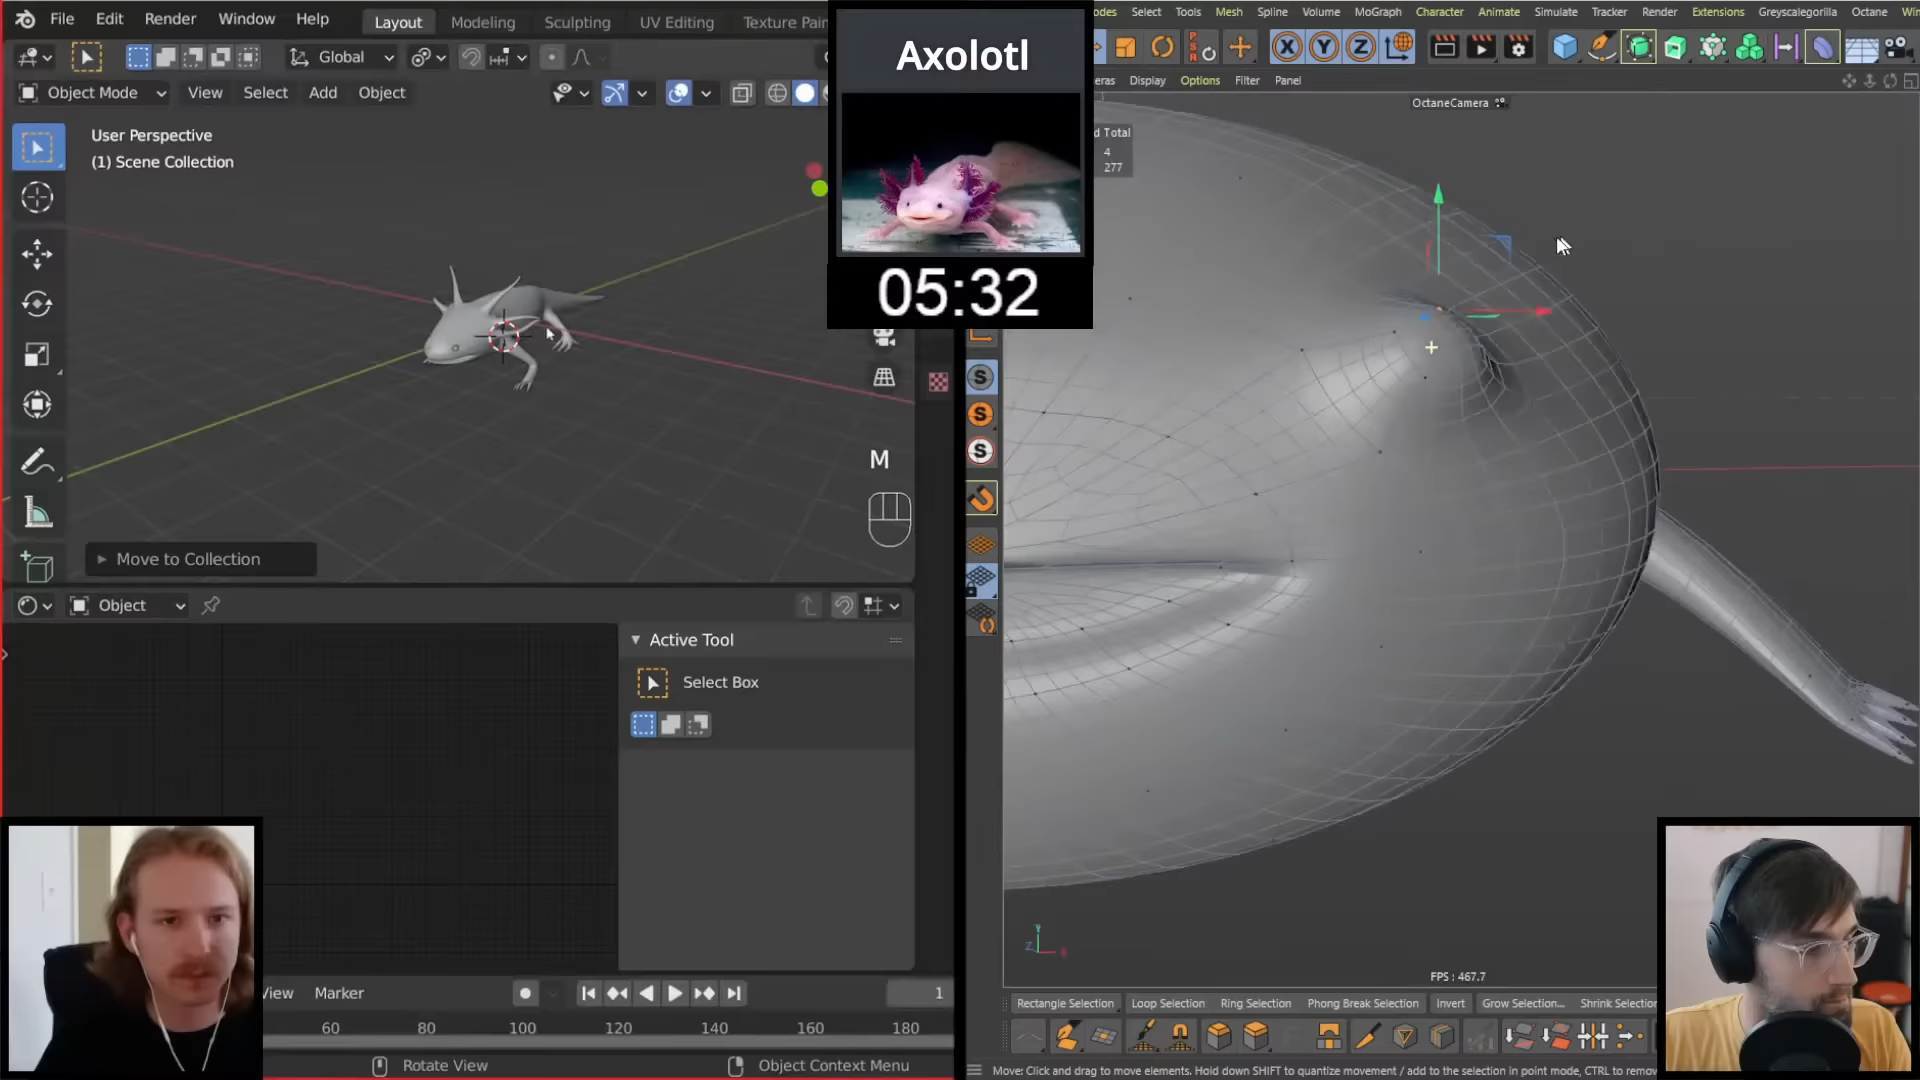 File Edit Render Window Help Layout Modeling Sculpting UV Editing Texture Pain
Global
Object Mode View Select Add Object
User Perspective
(1) Scene Collection
M
Move to Collection
Object
Active Tool
Select Box
View Marker
1
60 80 100 120 140 160 180
Rotate View
Object Context Menu
Axolotl
05:32
odes Select Tools Mesh Spline Volume MoGraph Character Animate Simulate Tracker Render Extensions Greyscalegorilla Octane Win
PSR
X Y Z
eras Display Options Filter Panel
OctaneCamera
d Total
4
277
S
S
S
Y
Z X
FPS : 467.7
Rectangle Selection Loop Selection Ring Selection Phong Break Selection Invert Grow Selection... Shrink Selection
Move: Click and drag to move elements. Hold down SHIFT to quantize movement / add to the selection in point mode, CTRL to remov